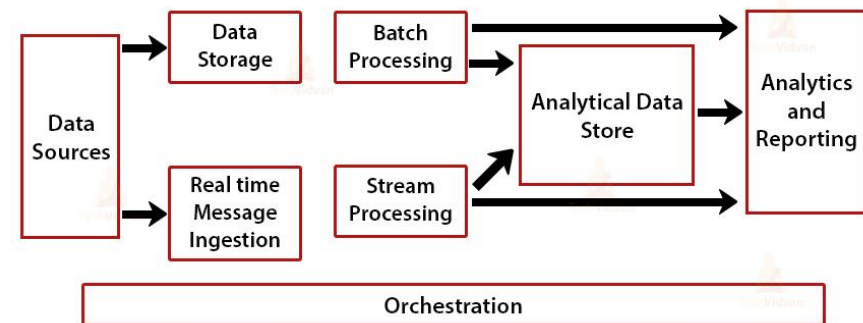 Data
Sources
Data
Storage
Real time
Message
Ingestion
Batch
Processing
Stream
Processing
Analytical Data
Store
Analytics
and
Reporting
Orchestration